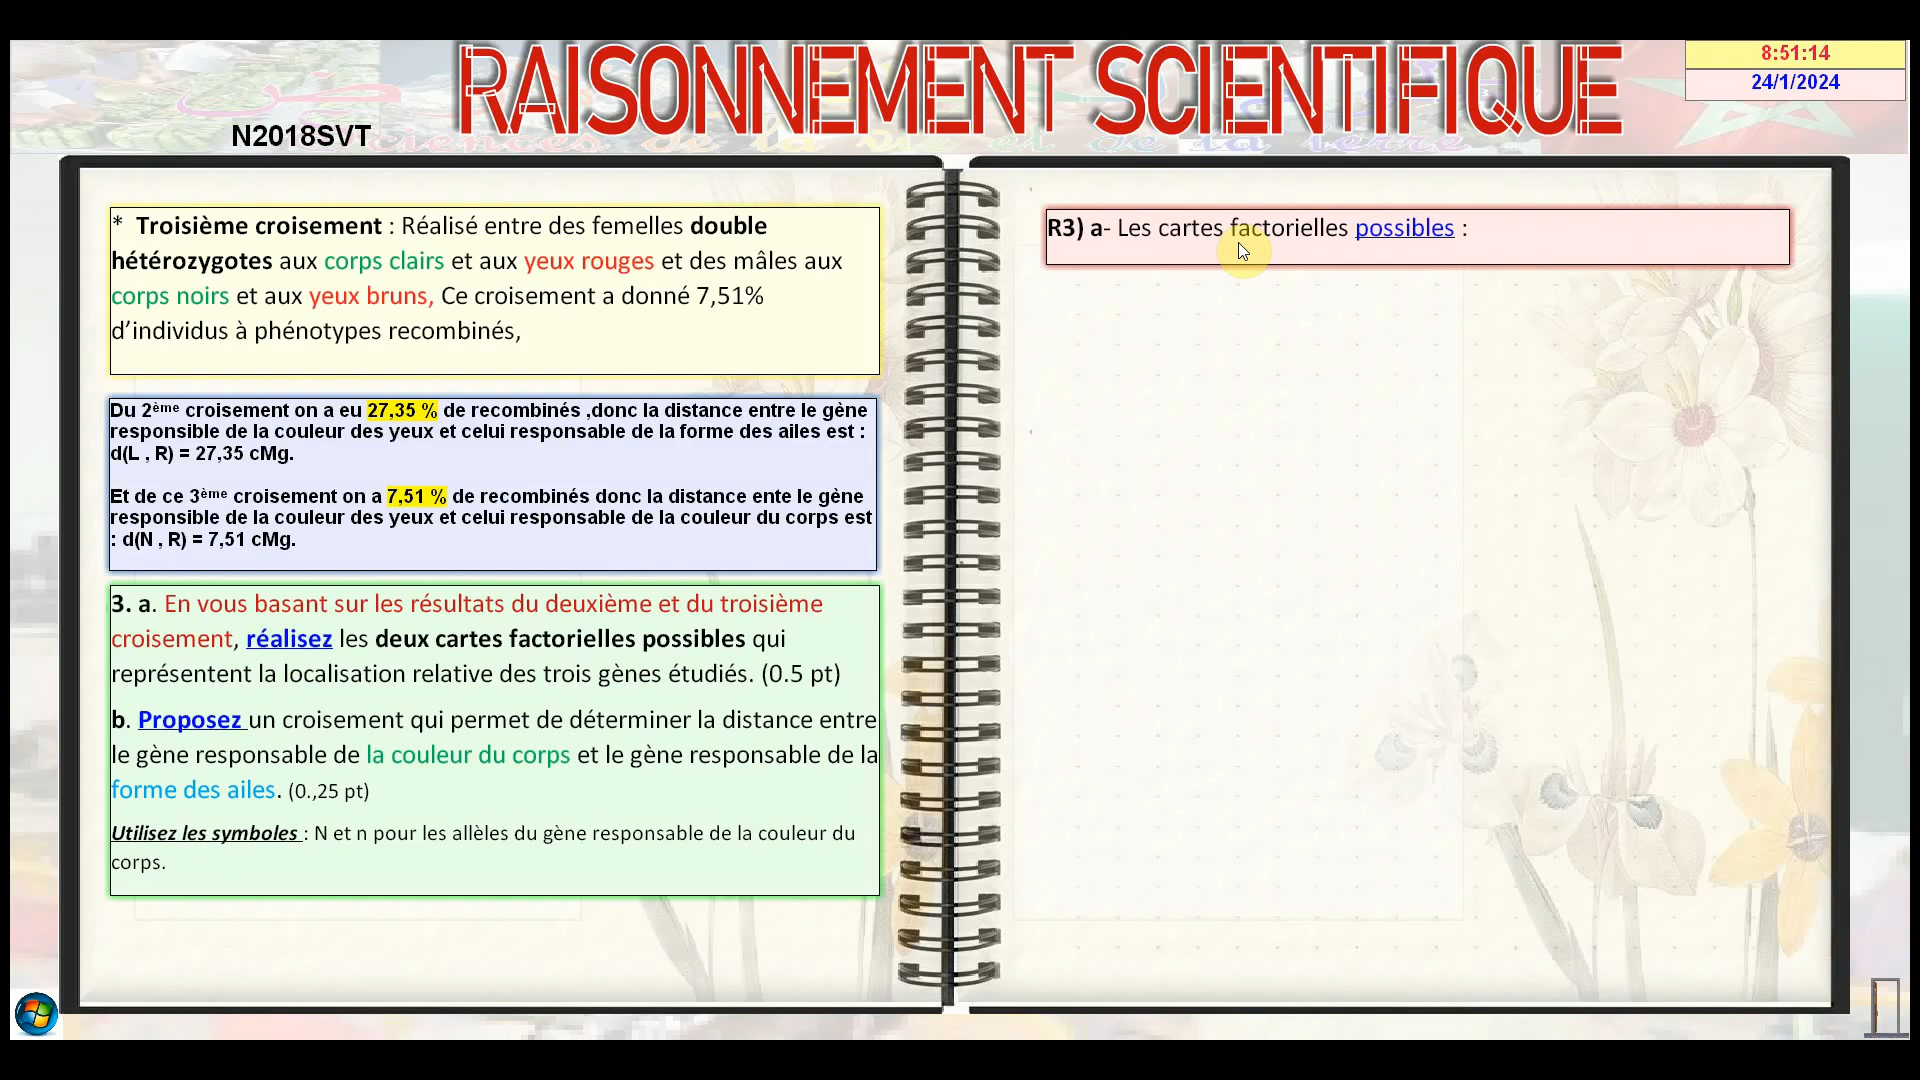 RAISONNEMENT SCIENTIFIQUE
8:51:14
24/1/2024
N2018SVT
Sciences de la vie et de la terre
* Troisième croisement : Réalisé entre des femelles double
hétérozygotes aux corps clairs et aux yeux rouges et des mâles aux
corps noirs et aux yeux bruns, Ce croisement a donné 7,51%
d’individus à phénotypes recombinés,
Du 2ème croisement on a eu 27,35 % de recombinés ,donc la distance entre le gène
responsible de la couleur des yeux et celui responsable de la forme des ailes est :
d(L , R) = 27,35 cMg.
Et de ce 3ème croisement on a 7,51 % de recombinés donc la distance ente le gène
responsible de la couleur des yeux et celui responsable de la couleur du corps est
: d(N , R) = 7,51 cMg.
3. a. En vous basant sur les résultats du deuxième et du troisième
croisement, réalisez les deux cartes factorielles possibles qui
représentent la localisation relative des trois gènes étudiés. (0.5 pt)
b. Proposez un croisement qui permet de déterminer la distance entre
le gène responsable de la couleur du corps et le gène responsable de la
forme des ailes. (0.,25 pt)
Utilisez les symboles : N et n pour les allèles du gène responsable de la couleur du
corps.
R3) a- Les cartes factorielles possibles :